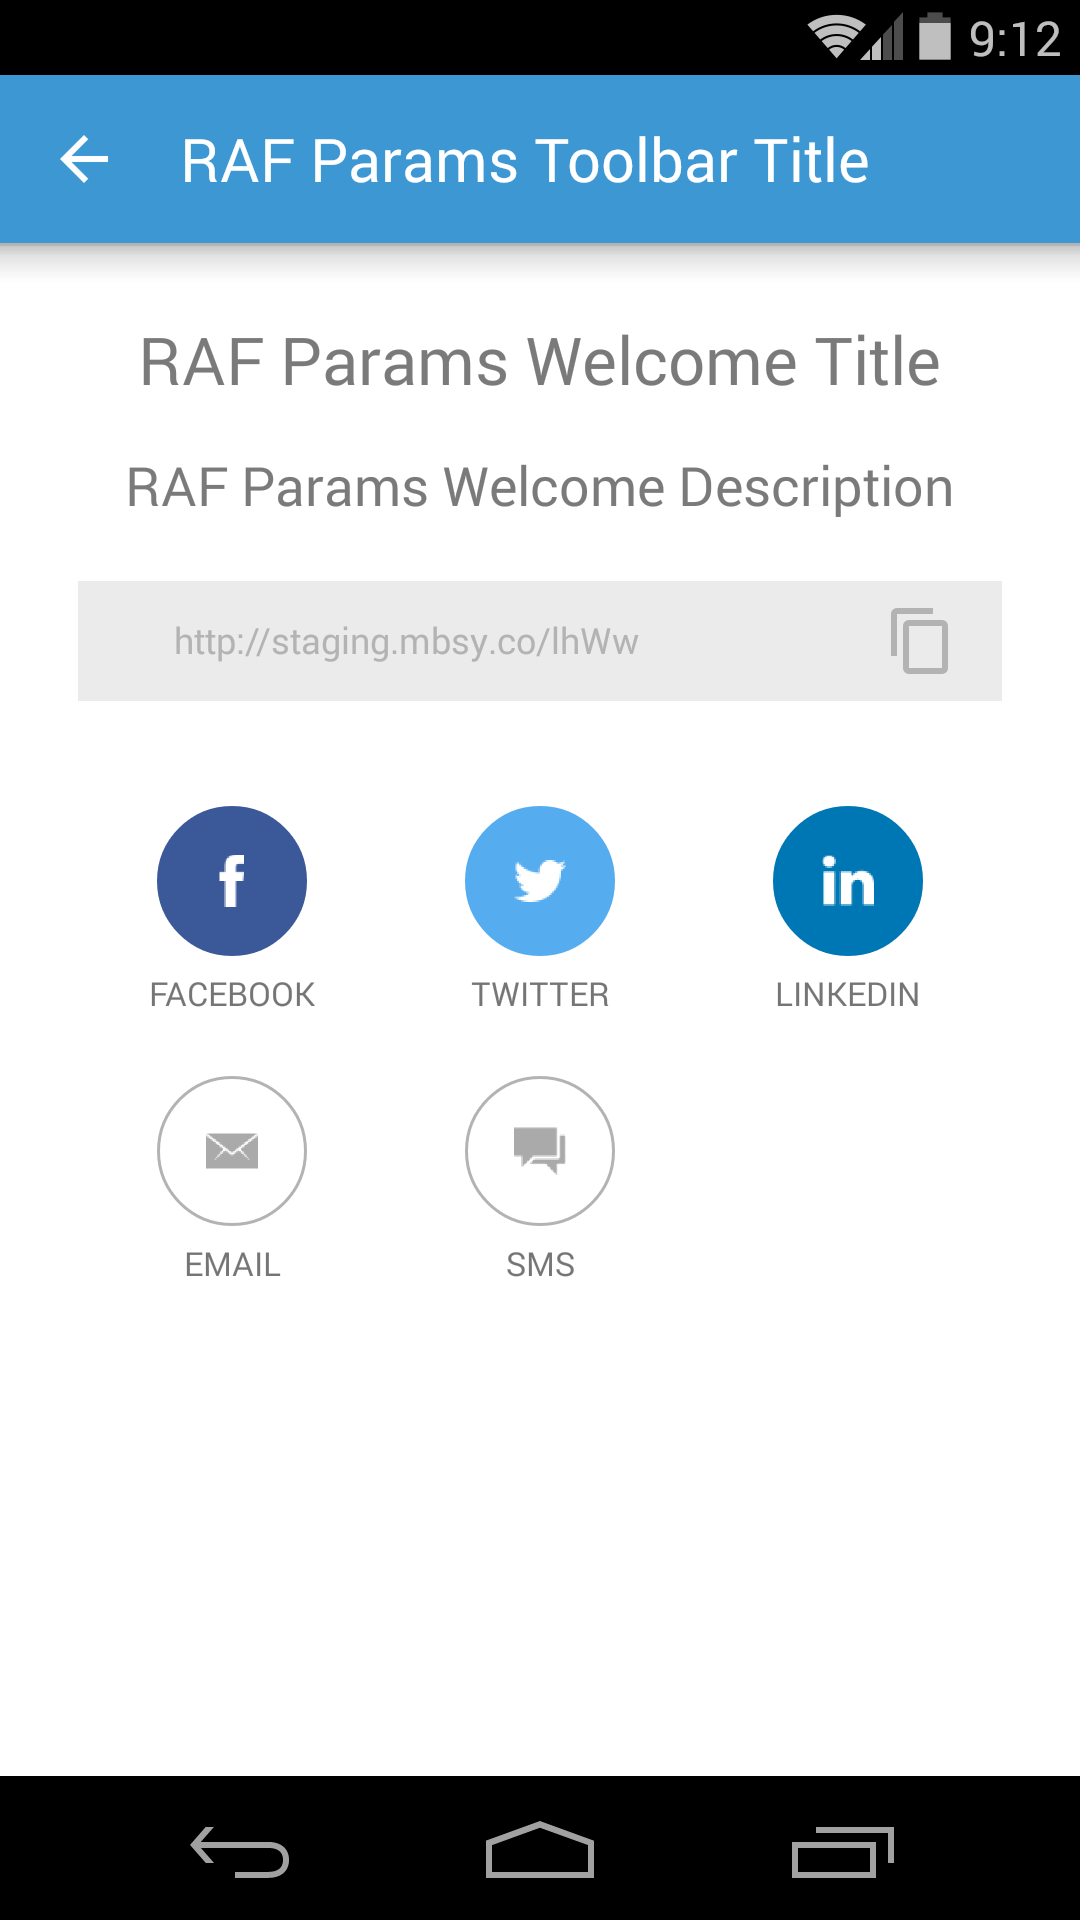 9:12
RAF Params Toolbar Title
RAF Params Welcome Title
RAF Params Welcome Description
http://staging.mbsy.co/lhWw
FACEBOOK
TWITTER
LINKEDIN
EMAIL
SMS